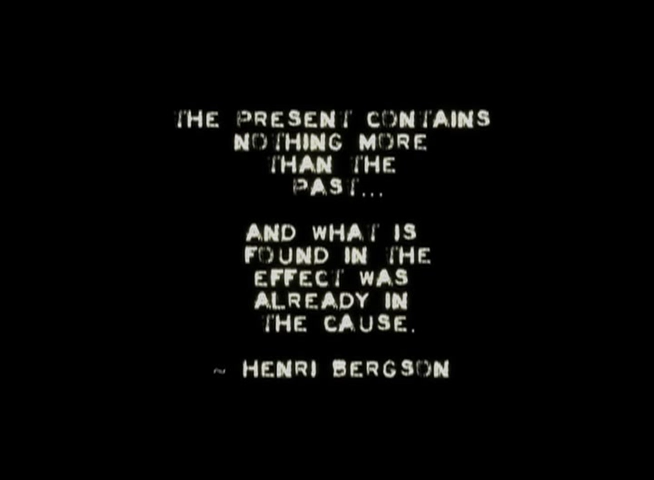 THE PRESENT CONTAINS
NOTHING MORE
THAN THE
PAST...
AND WHAT IS
FOUND IN THE
EFFECT WAS
ALREADY IN
THE CAUSE.
~ HENRI BERGSON